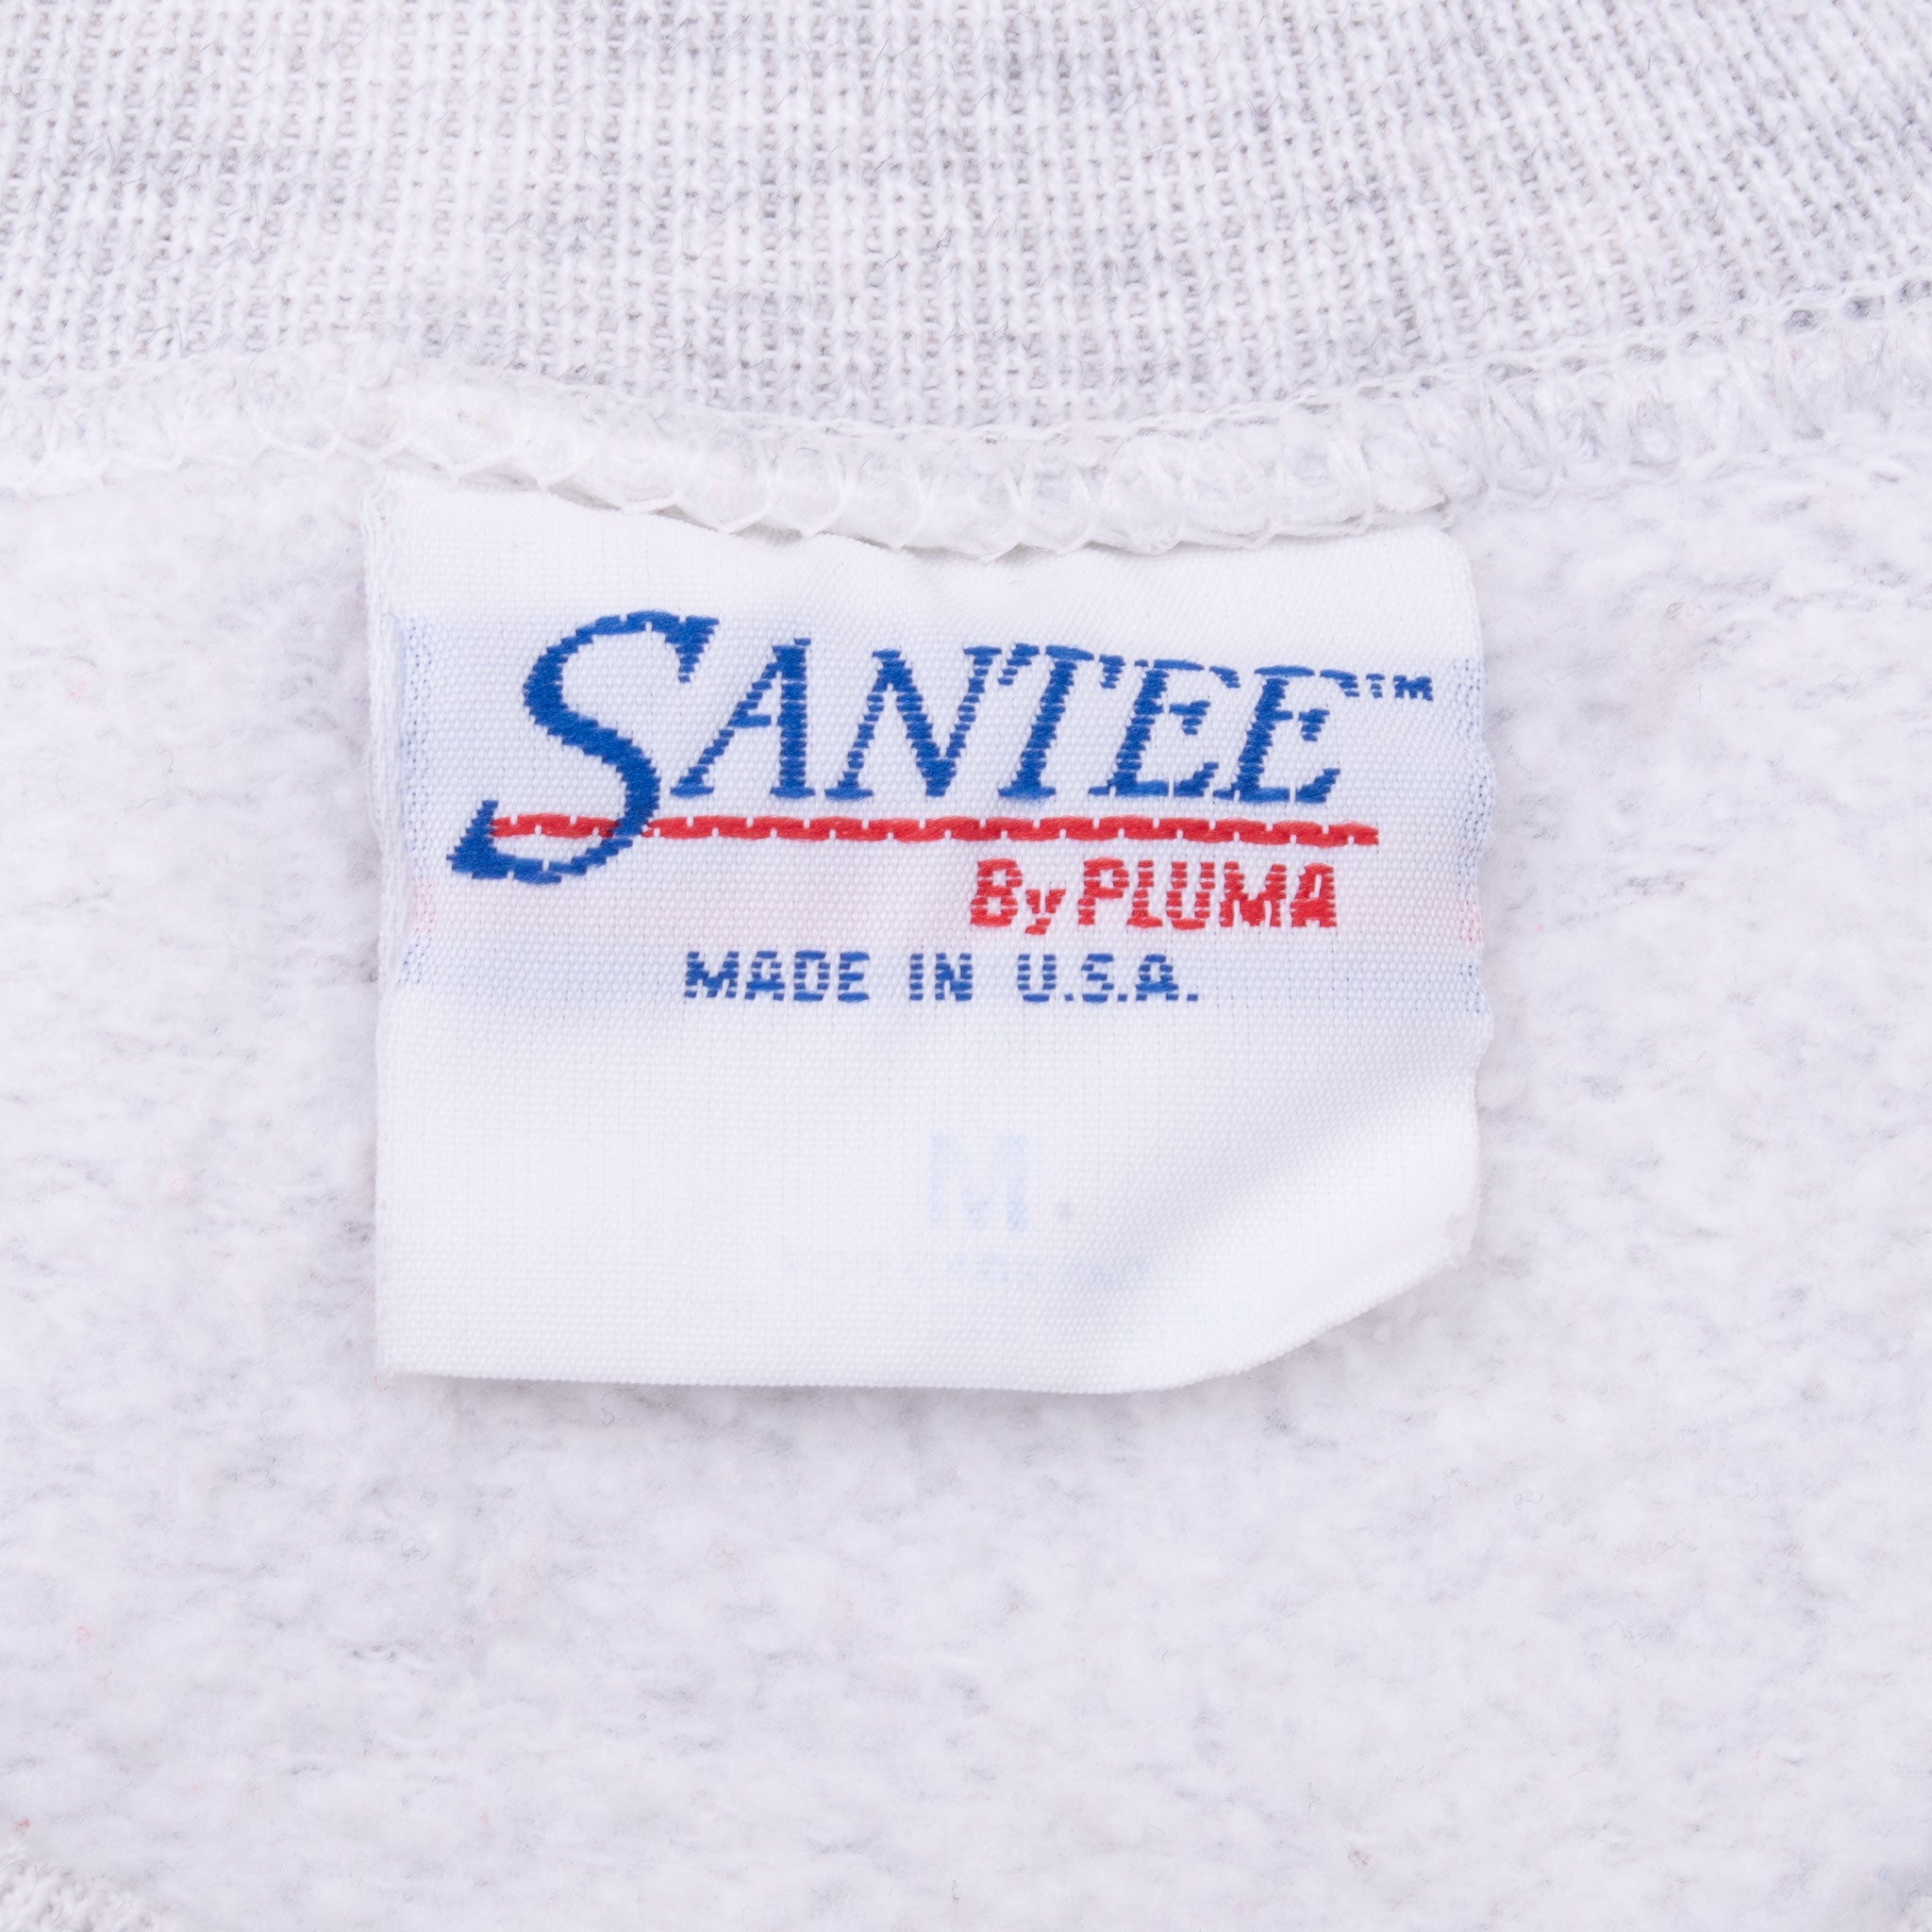 SANTEE™
By PLUMA
MADE IN U.S.A.
M